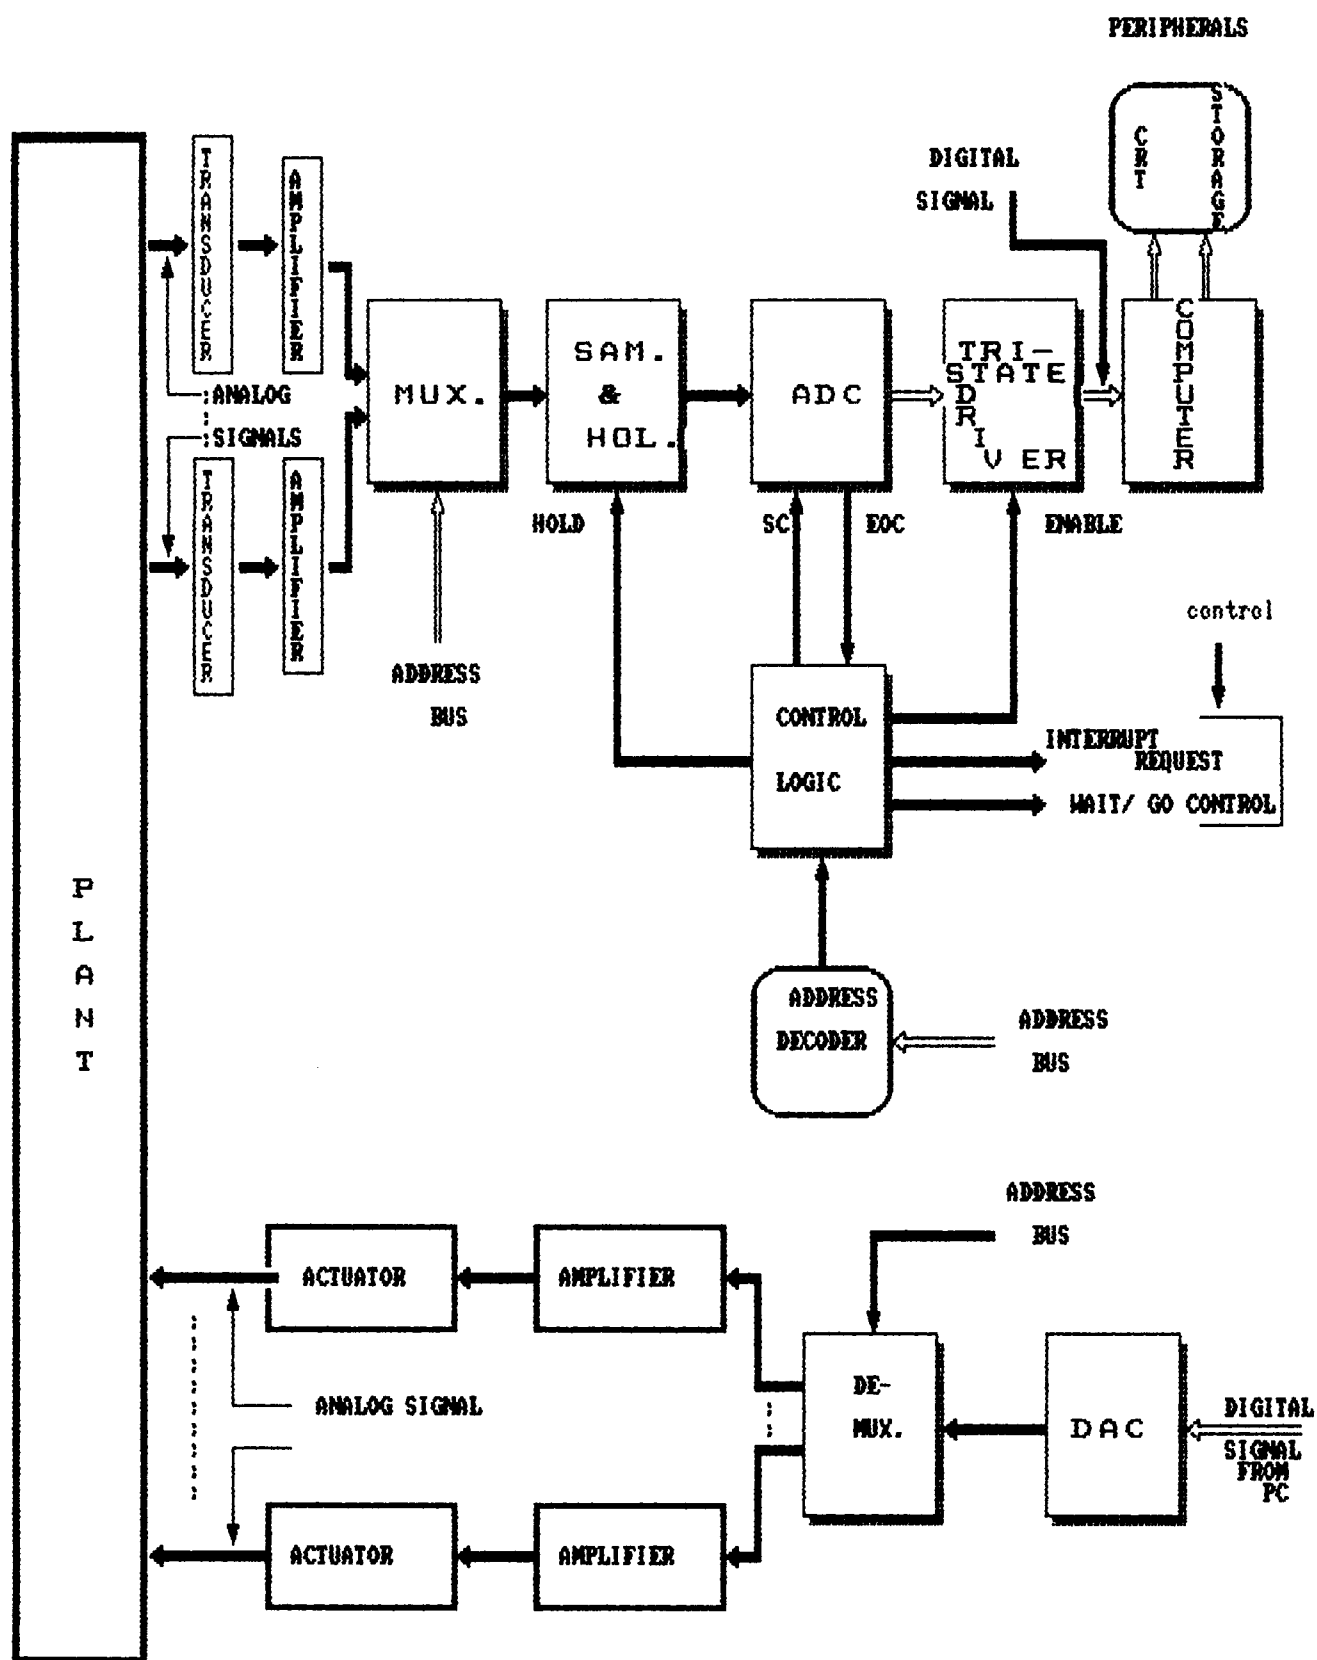 PERIPHERALS
CRT
STORAGE
DIGITAL
SIGNAL
TRANSDUCER
AMPLIFIER
ANALOG
SIGNALS
TRANSDUCER
AMPLIFIER
MUX.
SAM.
&
HOL.
ADC
TRI-
STATE
DRIVER
COMPUTER
HOLD
SC
EOC
ENABLE
ADDRESS
BUS
control
CONTROL
LOGIC
INTERRUPT
REQUEST
WAIT/ GO CONTROL
PLANT
ADDRESS
DECODER
ADDRESS
BUS
ADDRESS
BUS
ACTUATOR
AMPLIFIER
ANALOG SIGNAL
DE-
MUX.
DAC
DIGITAL
SIGNAL
FROM
PC
ACTUATOR
AMPLIFIER